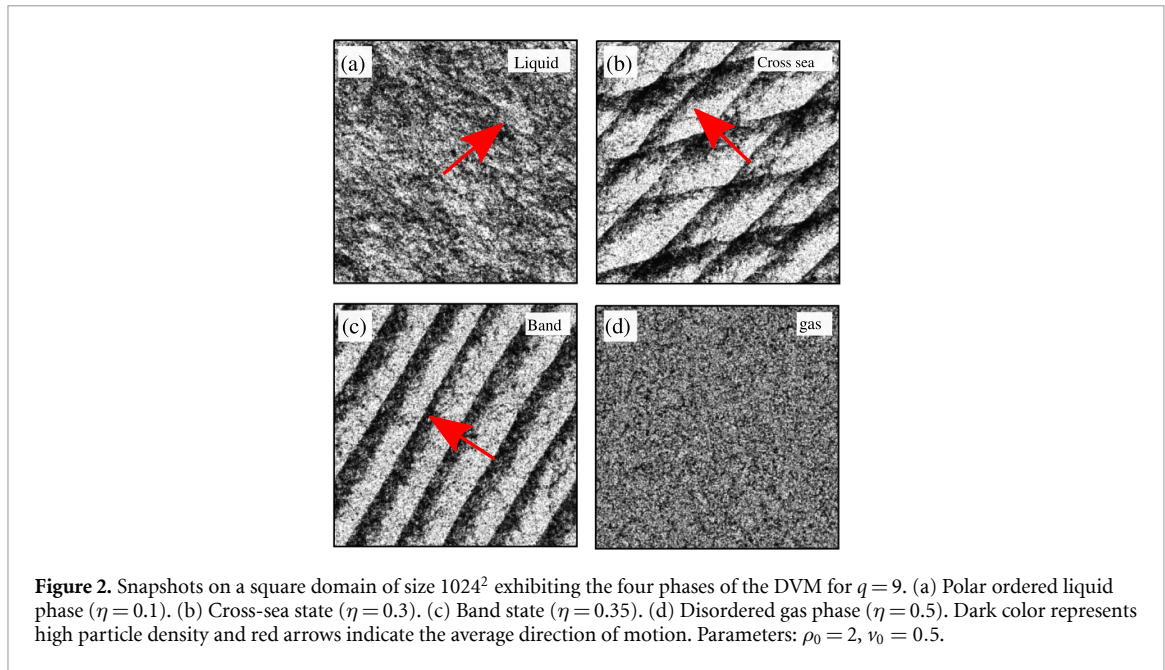 (a)
Liquid
(b)
Cross sea
(c)
Band
(d)
gas
Figure 2. Snapshots on a square domain of size 1024² exhibiting the four phases of the DVM for q = 9. (a) Polar ordered liquid
phase (η = 0.1). (b) Cross-sea state (η = 0.3). (c) Band state (η = 0.35). (d) Disordered gas phase (η = 0.5). Dark color represents
high particle density and red arrows indicate the average direction of motion. Parameters: ρ₀ = 2, ν₀ = 0.5.